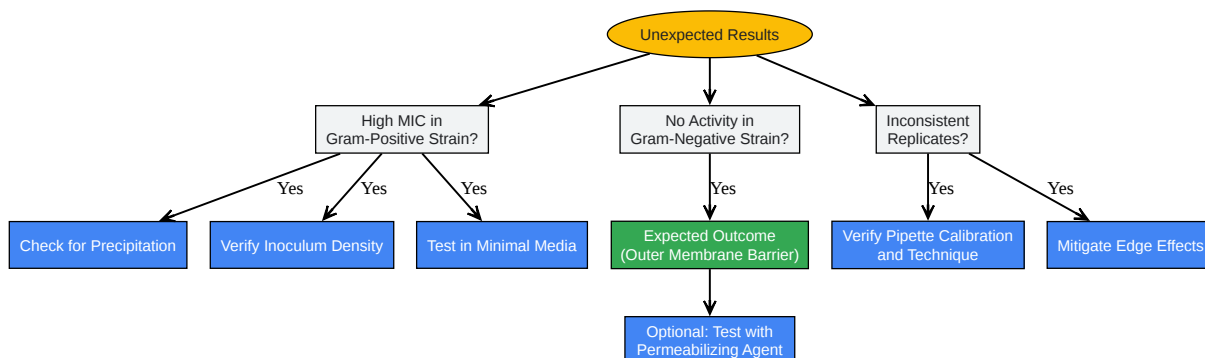 Unexpected Results
High MIC in
Gram-Positive Strain?
No Activity in
Gram-Negative Strain?
Inconsistent
Replicates?
Yes
Yes
Yes
Yes
Yes
Yes
Check for Precipitation
Verify Inoculum Density
Test in Minimal Media
Expected Outcome
(Outer Membrane Barrier)
Verify Pipette Calibration
and Technique
Mitigate Edge Effects
Optional: Test with
Permeabilizing Agent